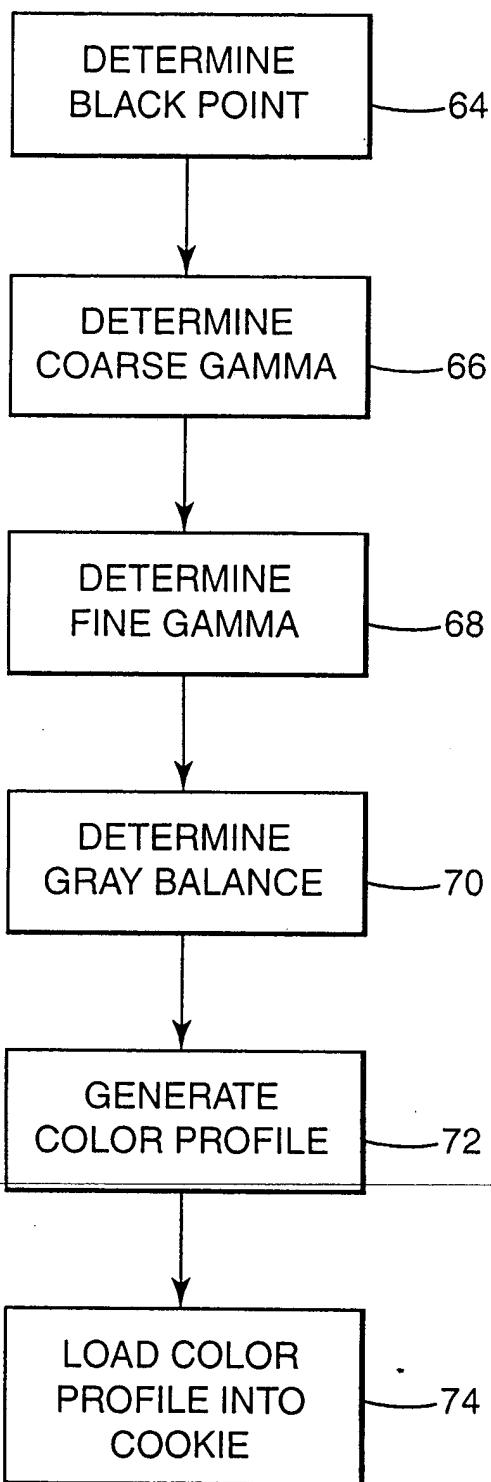 DETERMINE
BLACK POINT
64
DETERMINE
COARSE GAMMA
66
DETERMINE
FINE GAMMA
68
DETERMINE
GRAY BALANCE
70
GENERATE
COLOR PROFILE
72
LOAD COLOR
PROFILE INTO
COOKIE
74